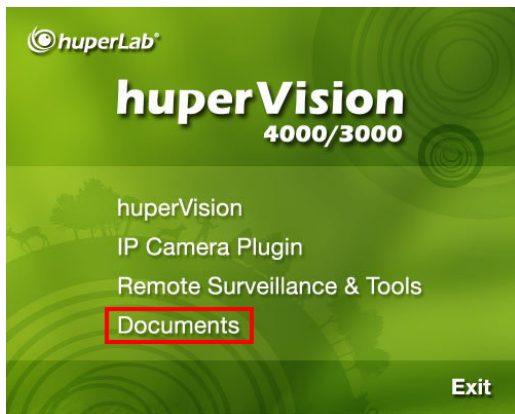 huperLab®
huperVision
4000/3000
huperVision
IP Camera Plugin
Remote Surveillance & Tools
Documents
Exit